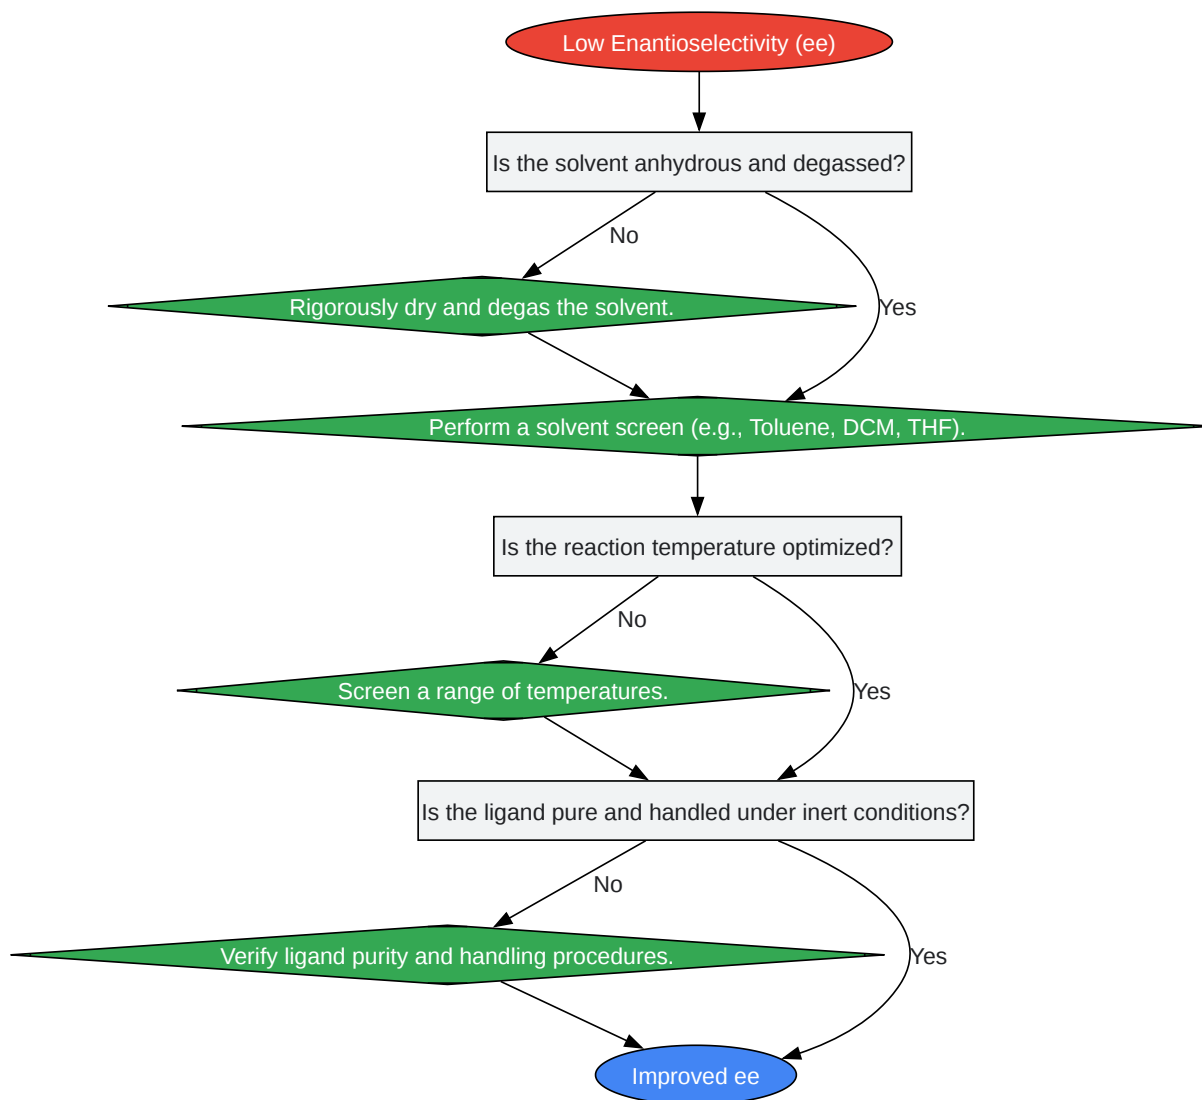 Low Enantioselectivity (ee)
Is the solvent anhydrous and degassed?
No
Rigorously dry and degas the solvent.
Yes
Perform a solvent screen (e.g., Toluene, DCM, THF).
Is the reaction temperature optimized?
No
Screen a range of temperatures.
Yes
Is the ligand pure and handled under inert conditions?
No
Verify ligand purity and handling procedures.
Yes
Improved ee